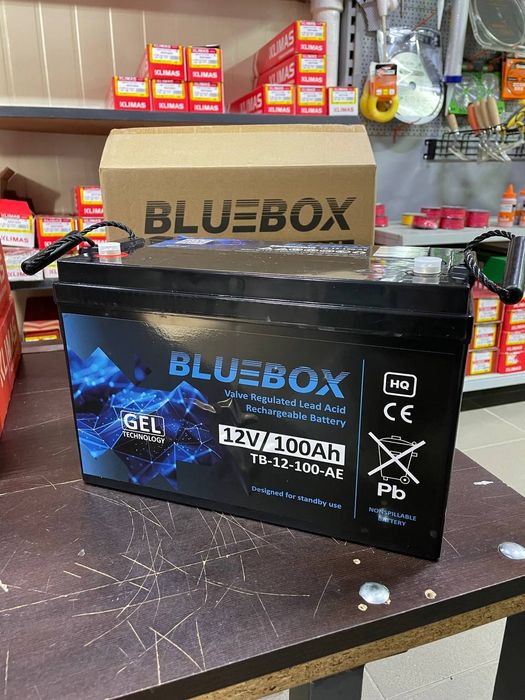 KLIMAS
KLIMAS
KLIMAS
KLIMAS
KLIMAS
KLIMAS
BLUEBOX
BLUEBOX
Valve Regulated Lead Acid
Rechargeable Battery
GEL
TECHNOLOGY
12V/100Ah
TB-12-100-AE
Designed for standby use
HQ
CE
Pb
NONSPILLABLE
BATTERY